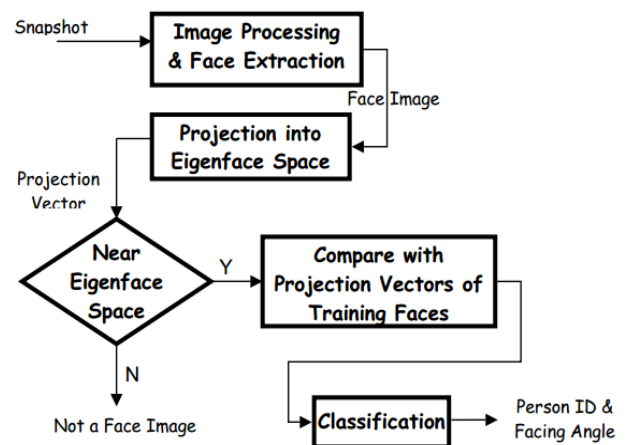 Snapshot
Image Processing
& Face Extraction
Face Image
Projection into
Eigenface Space
Projection
Vector
Near
Eigenface
Space
Y
Compare with
Projection Vectors of
Training Faces
N
Not a Face Image
Classification
Person ID &
Facing Angle